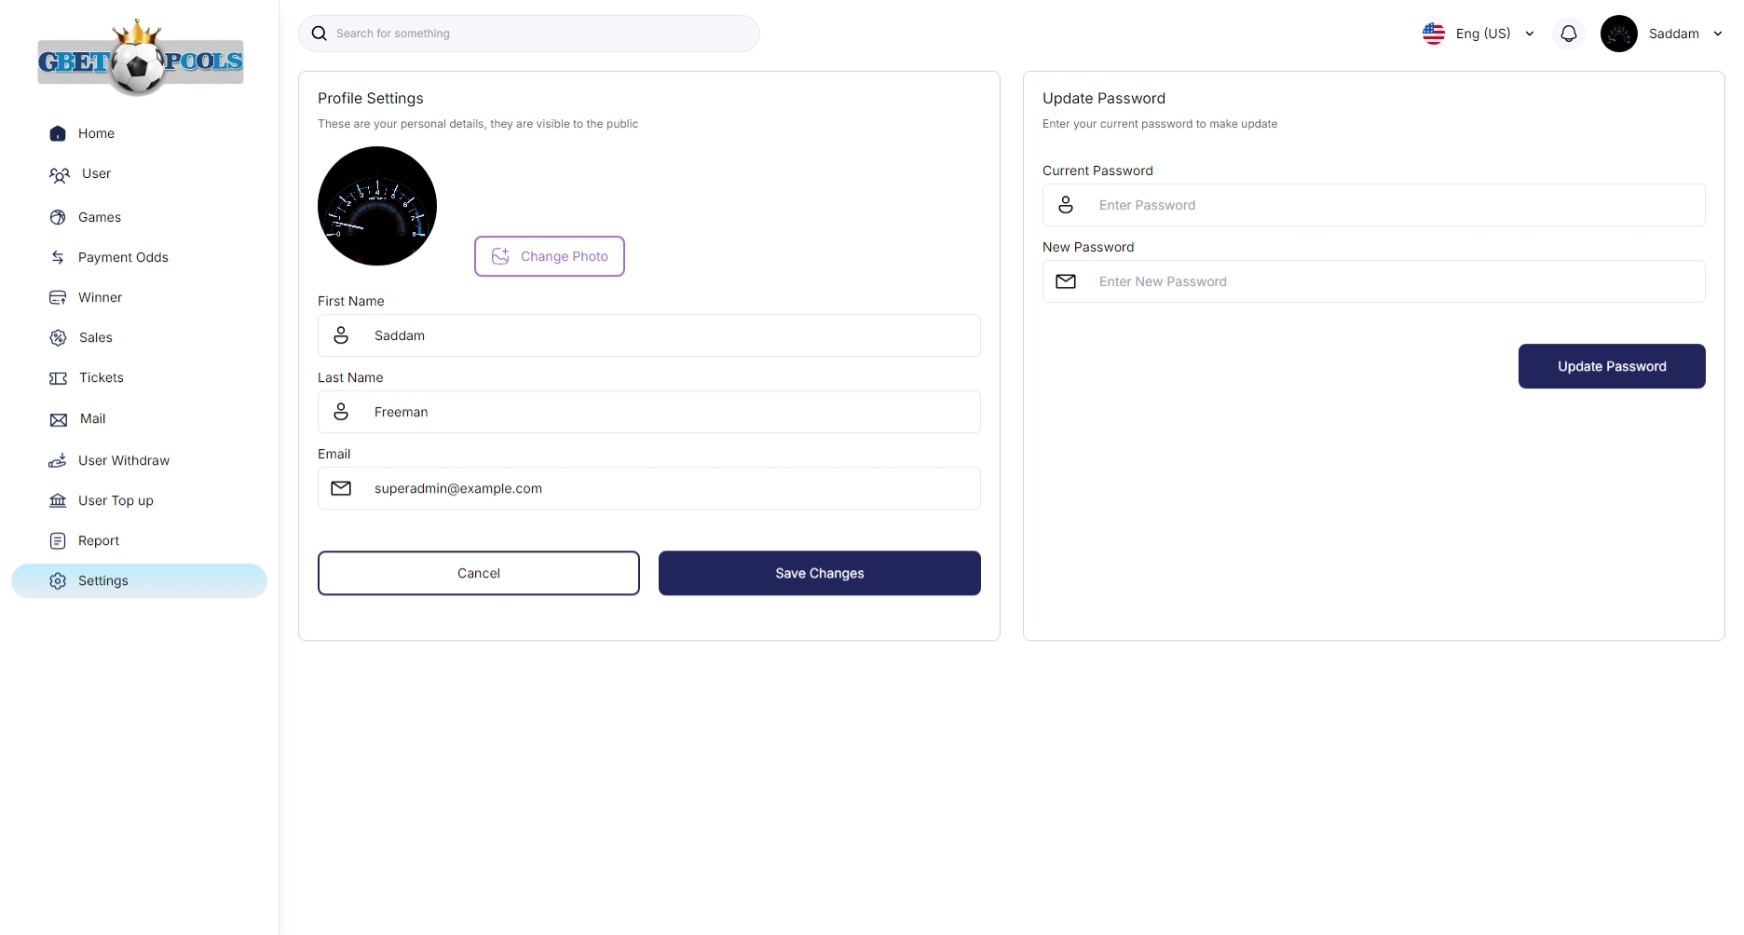 GBET POOLS
Search for something
Eng (US)
Saddam
Home
User
Games
Payment Odds
Winner
Sales
Tickets
Mail
User Withdraw
User Top up
Report
Settings
Profile Settings
These are your personal details, they are visible to the public
Change Photo
First Name
Saddam
Last Name
Freeman
Email
superadmin@example.com
Cancel
Save Changes
Update Password
Enter your current password to make update
Current Password
Enter Password
New Password
Enter New Password
Update Password